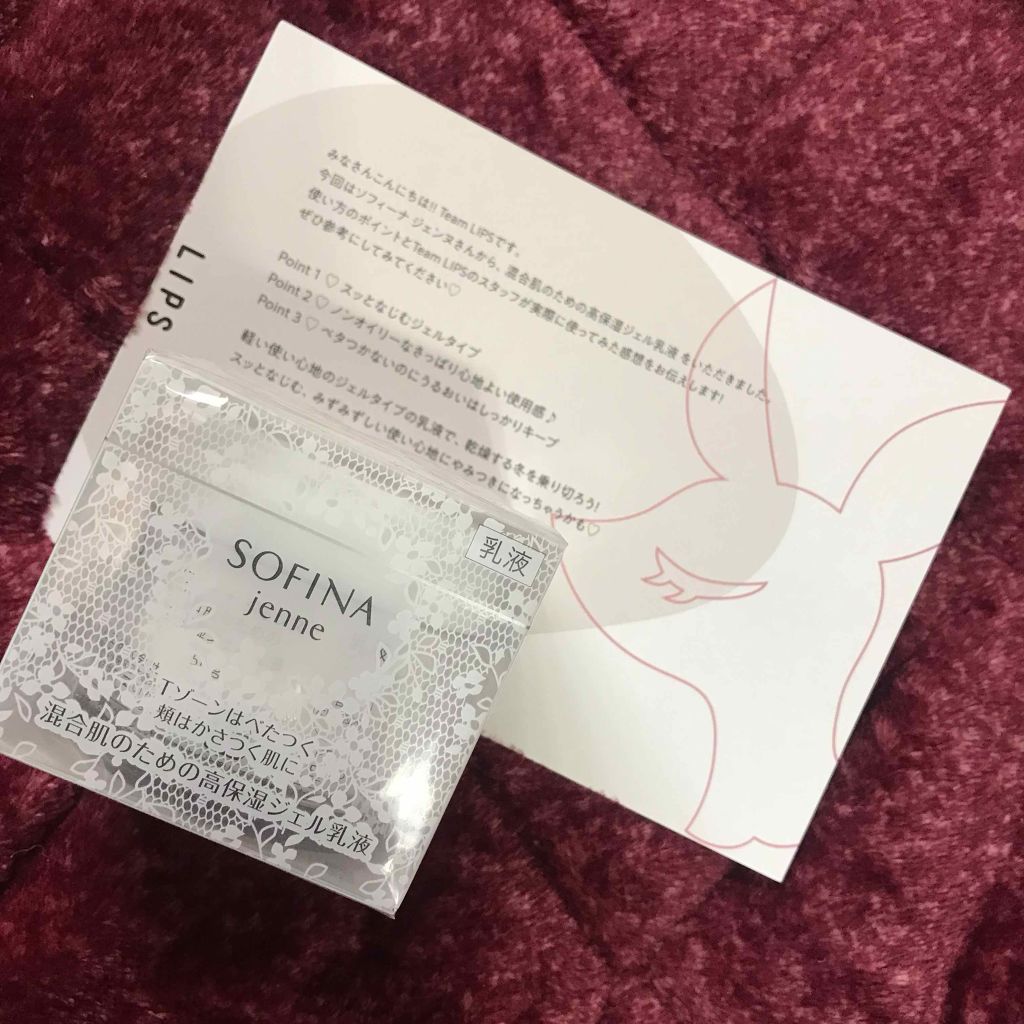 みなさんこんにちは!! Team LIPSです。
今回はソフィーナ ジェンヌさんから、混合肌のための高保湿ジェル乳液 をいただきました。
使い方のポイントとTeam LIPSのスタッフが実際に使ってみた感想をお伝えします!
ぜひ参考にしてみてください♡
Point 1 ♡ スッとなじむジェルタイプ
Point 2 ♡ ノンオイリーなさっぱり心地よい使用感♪
Point 3 ♡ ベタつかないのにうるおいはしっかりキープ
軽い使い心地のジェルタイプの乳液で、乾燥する冬を乗り切ろう!
スッとなじむ、みずみずしい使い心地にやみつきになっちゃうかも♡
LIPS
乳液
SOFINA
jenne
Tゾーンはべたつく
頬はかさつく肌に
混合肌のための高保湿ジェル乳液